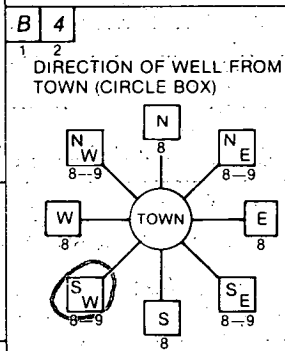 B 4
1 2
DIRECTION OF WELL FROM
TOWN (CIRCLE BOX)
N
8
N W
8–9
N E
8–9
W
8
TOWN
E
8
S W
8–9
S E
8–9
S
8